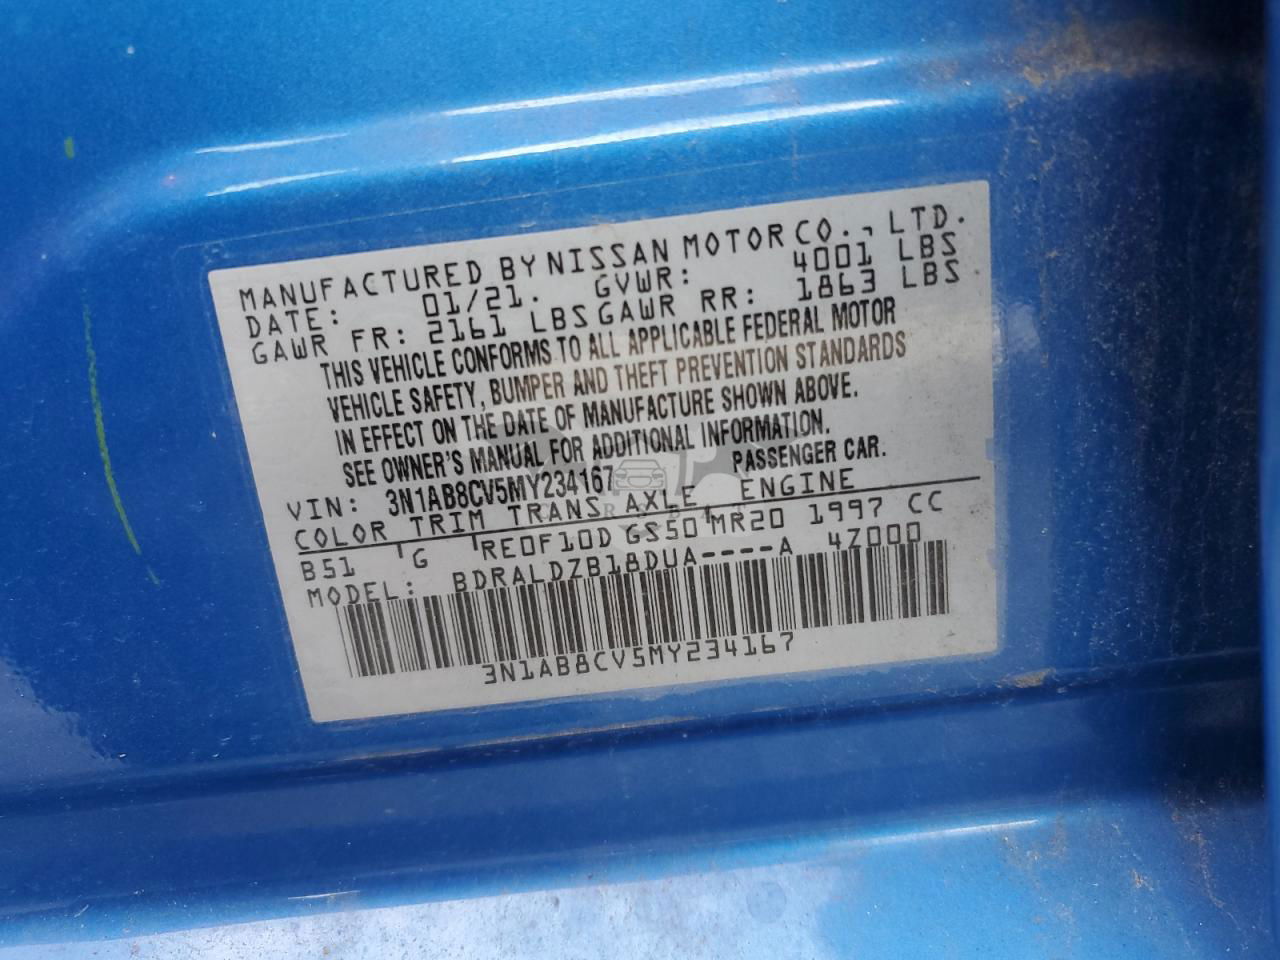 MANUFACTURED BY NISSAN MOTOR CO., LTD.
DATE: 01/21. GVWR: 4001 LBS
GAWR FR: 2161 LBS GAWR RR: 1863 LBS
THIS VEHICLE CONFORMS TO ALL APPLICABLE FEDERAL MOTOR
VEHICLE SAFETY, BUMPER AND THEFT PREVENTION STANDARDS
IN EFFECT ON THE DATE OF MANUFACTURE SHOWN ABOVE.
SEE OWNER'S MANUAL FOR ADDITIONAL INFORMATION.
VIN: 3N1AB8CV5MY234167 PASSENGER CAR.
COLOR TRIM TRANS AXLE ENGINE
B51 G RE0F10D GS50 MR20 1997 CC
MODEL: BDRALDZB18DUA----A 4Z000
3N1AB8CV5MY234167